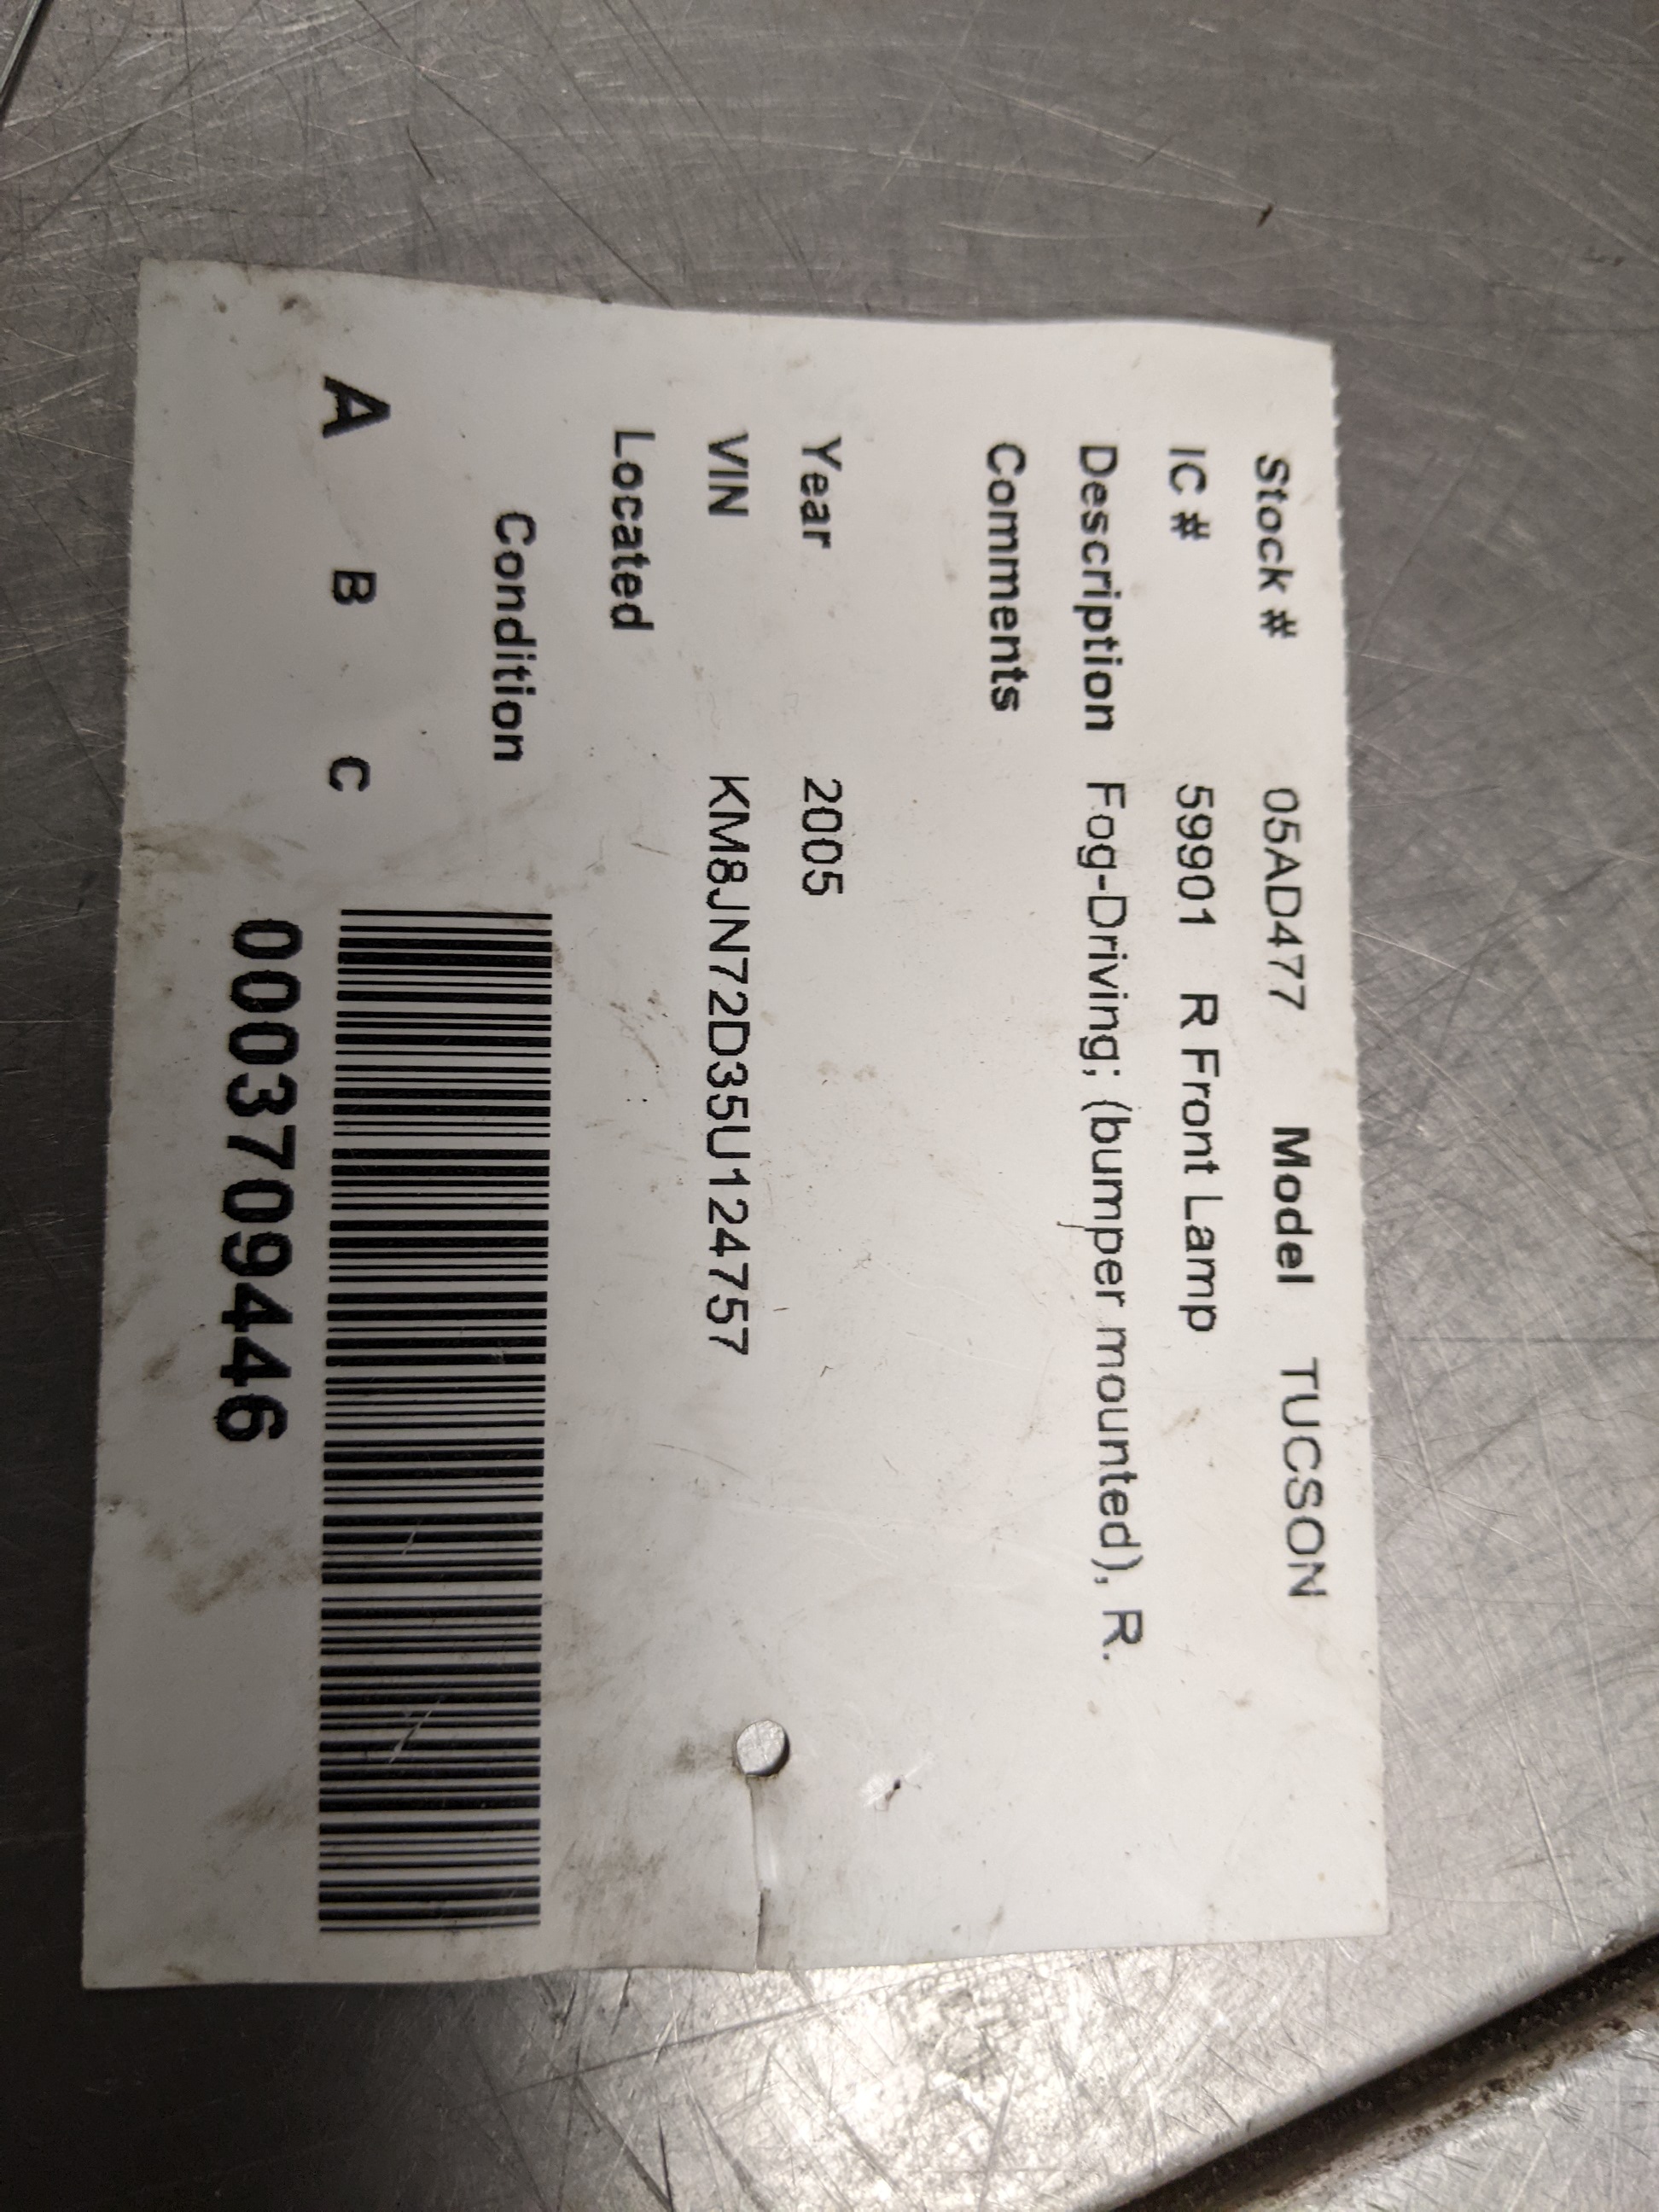 Stock # 05AD477 Model TUCSON
IC # 59901 R Front Lamp
Description Fog-Driving; (bumper mounted), R.
Comments
Year 2005
VIN KM8JN72D35U124757
Located
Condition
A B C
0003709446